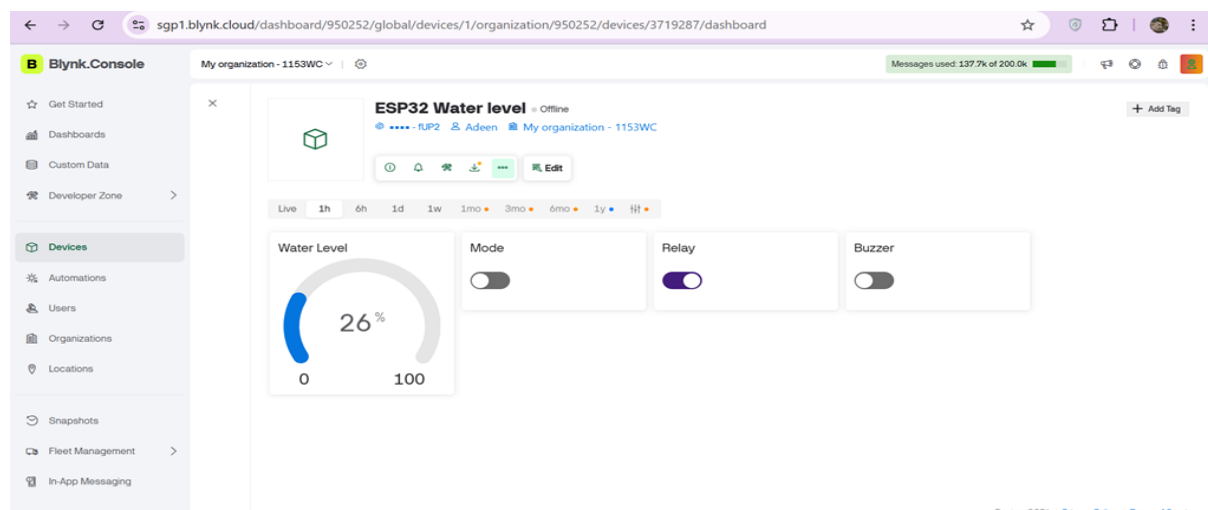 sgp1.blynk.cloud/dashboard/950252/global/devices/1/organization/950252/devices/3719287/dashboard
B Blynk.Console
My organization - 1153WC
Messages used: 137.7k of 200.0k
Get Started
Dashboards
Custom Data
Developer Zone
Devices
Automations
Users
Organizations
Locations
Snapshots
Fleet Management
In-App Messaging
ESP32 Water level Offline
•••• - fUP2 Adeen My organization - 1153WC
+ Add Tag
Edit
Live 1h 6h 1d 1w 1mo 3mo 6mo 1y
Water Level
26%
0 100
Mode
Relay
Buzzer